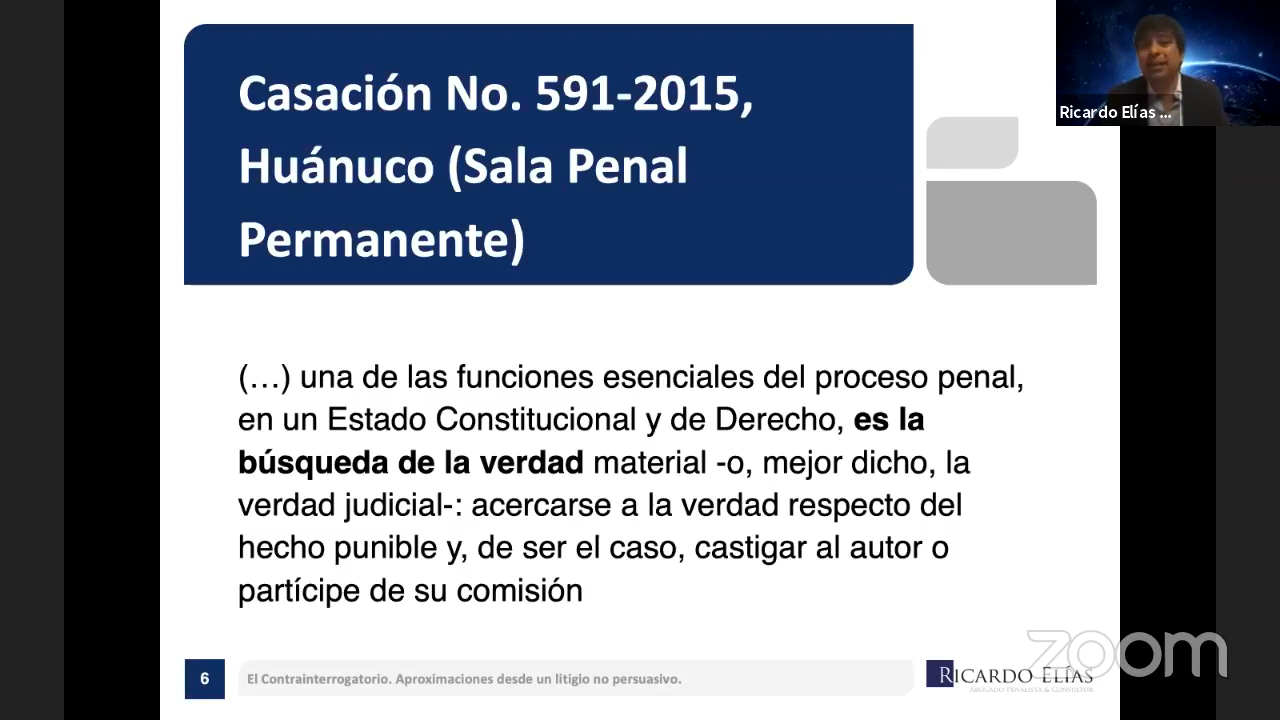 Casación No. 591-2015,
Huánuco (Sala Penal
Permanente)
Ricardo Elías ...
(…) una de las funciones esenciales del proceso penal,
en un Estado Constitucional y de Derecho, es la
búsqueda de la verdad material -o, mejor dicho, la
verdad judicial-: acercarse a la verdad respecto del
hecho punible y, de ser el caso, castigar al autor o
partícipe de su comisión
6
El Contrainterrogatorio. Aproximaciones desde un litigio no persuasivo.
RICARDO ELÍAS
ABOGADO PENALISTA & CONSULTOR
zoom